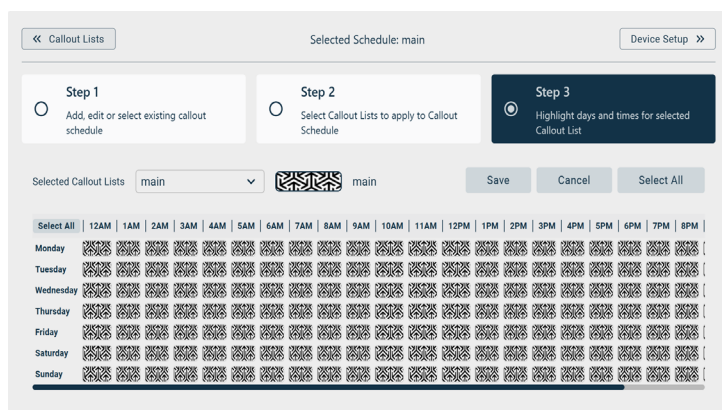 « Callout Lists
Selected Schedule: main
Device Setup »
Step 1
Add, edit or select existing callout
schedule
Step 2
Select Callout Lists to apply to Callout
Schedule
Step 3
Highlight days and times for selected
Callout List
Selected Callout Lists main main Save Cancel Select All
Select All | 12AM | 1AM | 2AM | 3AM | 4AM | 5AM | 6AM | 7AM | 8AM | 9AM | 10AM | 11AM | 12PM | 1PM | 2PM | 3PM | 4PM | 5PM | 6PM | 7PM | 8PM |
Monday
Tuesday
Wednesday
Thursday
Friday
Saturday
Sunday